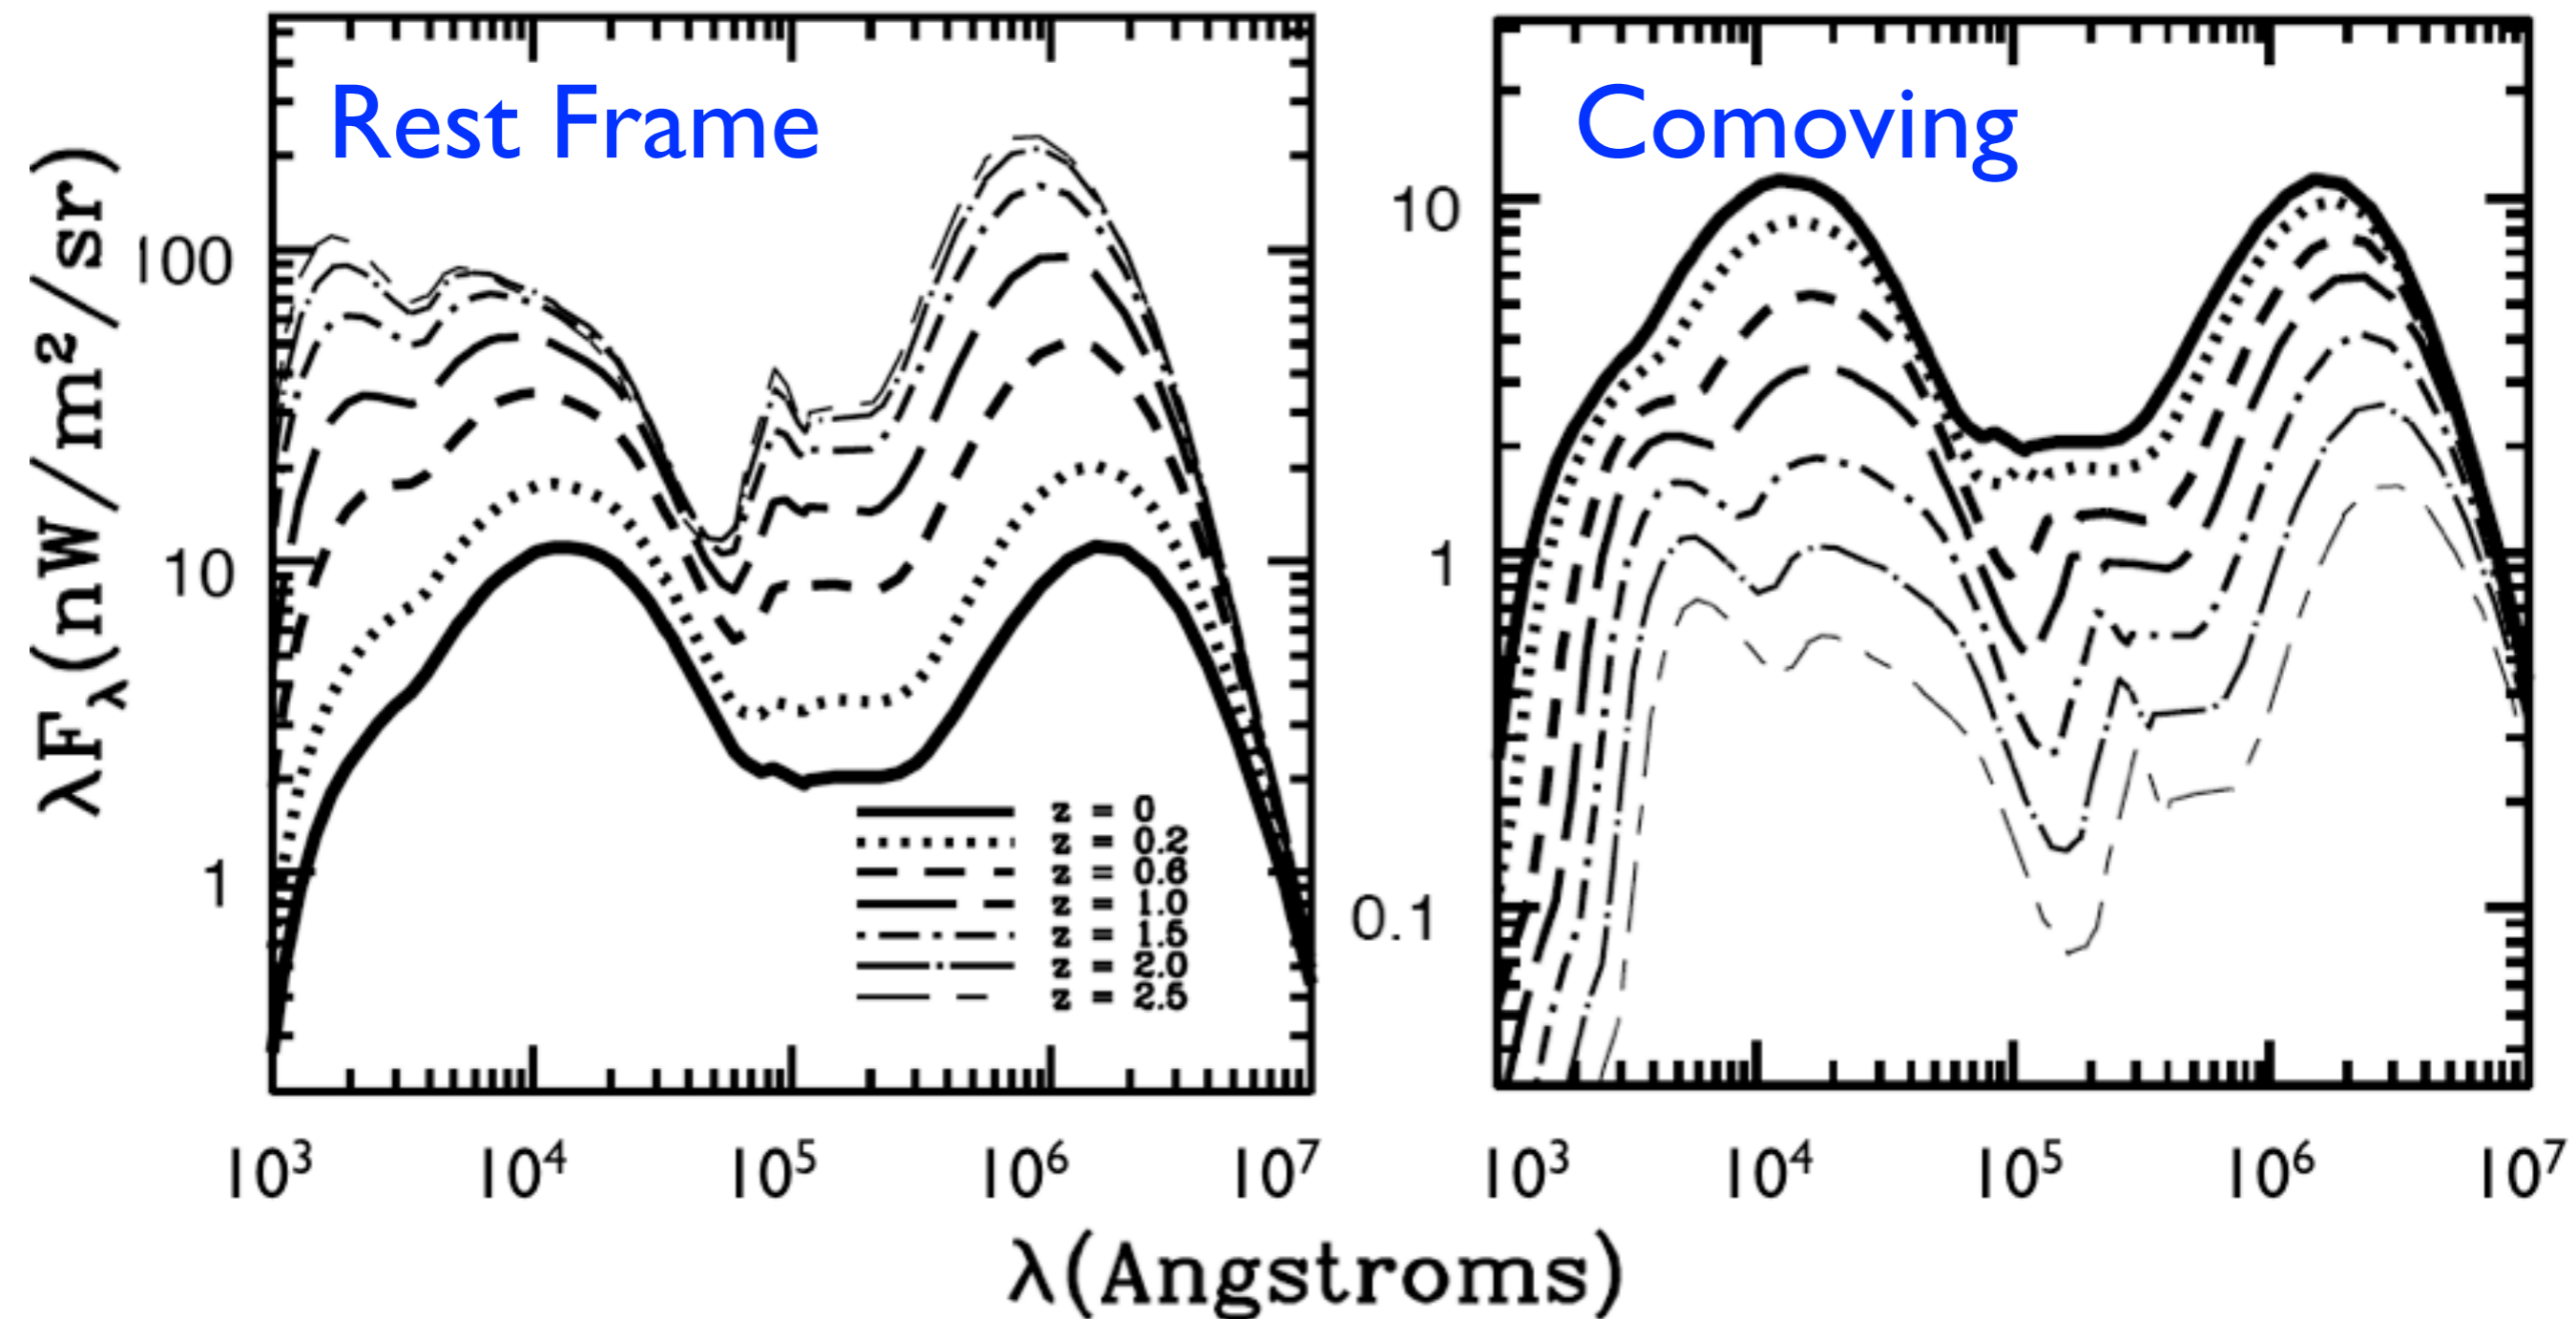 Rest Frame
Comoving
λF_λ(nW/m²/sr)
100
10
1
z = 0
z = 0.2
z = 0.6
z = 1.0
z = 1.5
z = 2.0
z = 2.5
10³ 10⁴ 10⁵ 10⁶ 10⁷
10
1
0.1
10³ 10⁴ 10⁵ 10⁶ 10⁷
λ(Angstroms)